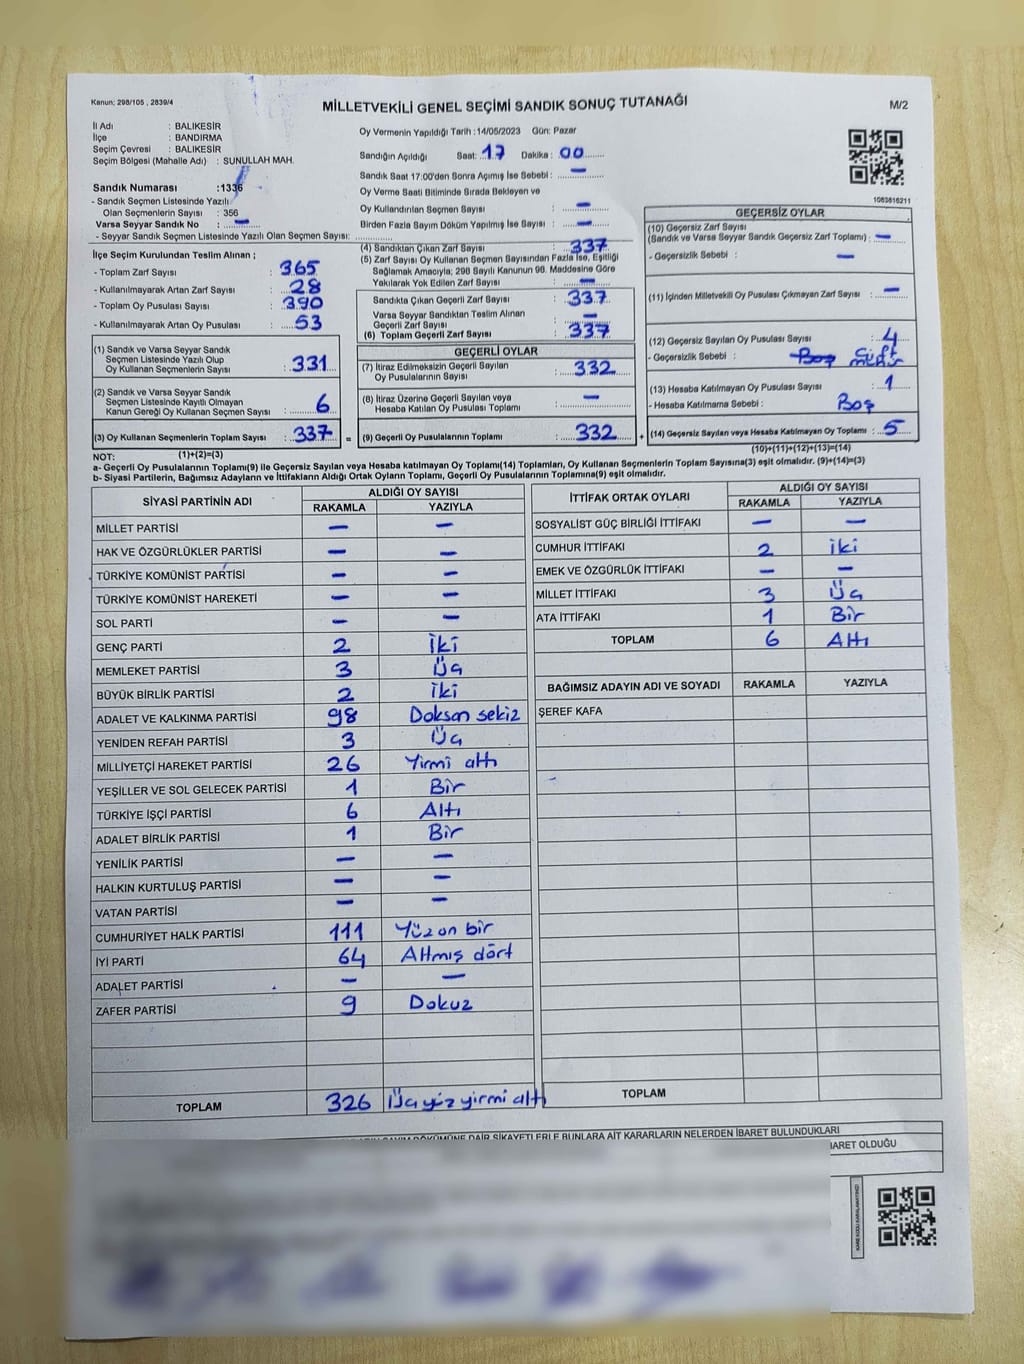 Kanun: 298/105 , 2839/4
MİLLETVEKİLİ GENEL SEÇİMİ SANDIK SONUÇ TUTANAĞI
M/2
İl Adı : BALIKESİR
İlçe : BANDIRMA
Seçim Çevresi : BALIKESİR
Seçim Bölgesi (Mahalle Adı) : SUNULLAH MAH.
Sandık Numarası :1336
- Sandık Seçmen Listesinde Yazılı
Olan Seçmenlerin Sayısı : 356
Varsa Seyyar Sandık No : —
- Seyyar Sandık Seçmen Listesinde Yazılı Olan Seçmen Sayısı:
Oy Vermenin Yapıldığı Tarih :14/05/2023 Gün: Pazar
Sandığın Açıldığı Saat: 17 Dakika : 00
Sandık Saat 17:00'den Sonra Açımış İse Sebebi : —
Oy Verme Saati Bitiminde Sırada Bekleyen ve
Oy Kullandırılan Seçmen Sayısı : —
Birden Fazla Sayım Döküm Yapılmış İse Sayısı : —
1063616211
İlçe Seçim Kurulundan Teslim Alınan ;
- Toplam Zarf Sayısı : 365
- Kullanılmayarak Artan Zarf Sayısı : 28
- Toplam Oy Pusulası Sayısı : 390
- Kullanılmayarak Artan Oy Pusulası : 53
(1) Sandık ve Varsa Seyyar Sandık
Seçmen Listesinde Yazılı Olup
Oy Kullanan Seçmenlerin Sayısı : 331
(2) Sandık ve Varsa Seyyar Sandık
Seçmen Listesinde Kayıtlı Olmayan
Kanun Gereği Oy Kullanan Seçmen Sayısı : 6
(3) Oy Kullanan Seçmenlerin Toplam Sayısı : 337 =
(4) Sandıktan Çıkan Zarf Sayısı : 337
(5) Zarf Sayısı Oy Kullanan Seçmen Sayısından Fazla İse, Eşitliği
Sağlamak Amacıyla, 298 Sayılı Kanunun 98. Maddesine Göre
Yakılarak Yok Edilen Zarf Sayısı : —
Sandıkta Çıkan Geçerli Zarf Sayısı : 337
Varsa Seyyar Sandıktan Teslim Alınan
Geçerli Zarf Sayısı : —
(6) Toplam Geçerli Zarf Sayısı : 337
GEÇERLİ OYLAR
(7) İtiraz Edilmeksizin Geçerli Sayılan
Oy Pusulalarının Sayısı : 332
(8) İtiraz Üzerine Geçerli Sayılan veya
Hesaba Katılan Oy Pusulası Toplamı : —
(9) Geçerli Oy Pusulalarının Toplamı : 332 +
GEÇERSİZ OYLAR
(10) Geçersiz Zarf Sayısı
(Sandık ve Varsa Seyyar Sandık Geçersiz Zarf Toplamı) : —
- Geçersizlik Sebebi : —
(11) İçinden Milletvekili Oy Pusulası Çıkmayan Zarf Sayısı : —
(12) Geçersiz Sayılan Oy Pusulası Sayısı : 4
- Geçersizlik Sebebi : Boş Çift mühür
(13) Hesaba Katılmayan Oy Pusulası Sayısı : 1
- Hesaba Katılmama Sebebi : Boş
(14) Geçersiz Sayılan veya Hesaba Katılmayan Oy Toplamı : 5
NOT: (1)+(2)=(3)
(10)+(11)+(12)+(13)=(14)
a- Geçerli Oy Pusulalarının Toplamı(9) ile Geçersiz Sayılan veya Hesaba katılmayan Oy Toplamı(14) Toplamları, Oy Kullanan Seçmenlerin Toplam Sayısına(3) eşit olmalıdır. (9)+(14)=(3)
b- Siyasi Partilerin, Bağımsız Adayların ve İttifakların Aldığı Ortak Oyların Toplamı, Geçerli Oy Pusulalarının Toplamına(9) eşit olmalıdır.
SİYASİ PARTİNİN ADI ALDIĞI OY SAYISI
RAKAMLA YAZIYLA
MİLLET PARTİSİ — —
HAK VE ÖZGÜRLÜKLER PARTİSİ — —
TÜRKİYE KOMÜNİST PARTİSİ — —
TÜRKİYE KOMÜNİST HAREKETİ — —
SOL PARTİ — —
GENÇ PARTİ 2 İki
MEMLEKET PARTİSİ 3 Üç
BÜYÜK BİRLİK PARTİSİ 2 İki
ADALET VE KALKINMA PARTİSİ 98 Doksan sekiz
YENİDEN REFAH PARTİSİ 3 Üç
MİLLİYETÇİ HAREKET PARTİSİ 26 Yirmi altı
YEŞİLLER VE SOL GELECEK PARTİSİ 1 Bir
TÜRKİYE İŞÇİ PARTİSİ 6 Altı
ADALET BİRLİK PARTİSİ 1 Bir
YENİLİK PARTİSİ — —
HALKIN KURTULUŞ PARTİSİ — —
VATAN PARTİSİ — —
CUMHURİYET HALK PARTİSİ 111 Yüz on bir
İYİ PARTİ 64 Altmış dört
ADALET PARTİSİ — —
ZAFER PARTİSİ 9 Dokuz
TOPLAM 326 Üç yüz yirmi altı
İTTİFAK ORTAK OYLARI ALDIĞI OY SAYISI
RAKAMLA YAZIYLA
SOSYALİST GÜÇ BİRLİĞİ İTTİFAKI — —
CUMHUR İTTİFAKI 2 İki
EMEK VE ÖZGÜRLÜK İTTİFAKI — —
MİLLET İTTİFAKI 3 Üç
ATA İTTİFAKI 1 Bir
TOPLAM 6 Altı
BAĞIMSIZ ADAYIN ADI VE SOYADI RAKAMLA YAZIYLA
ŞEREF KAFA
TOPLAM
DÖKÜMÜNE DAİR ŞİKAYETLERLE BUNLARA AİT KARARLARIN NELERDEN İBARET BULUNDUKLARI
İBARET OLDUĞU